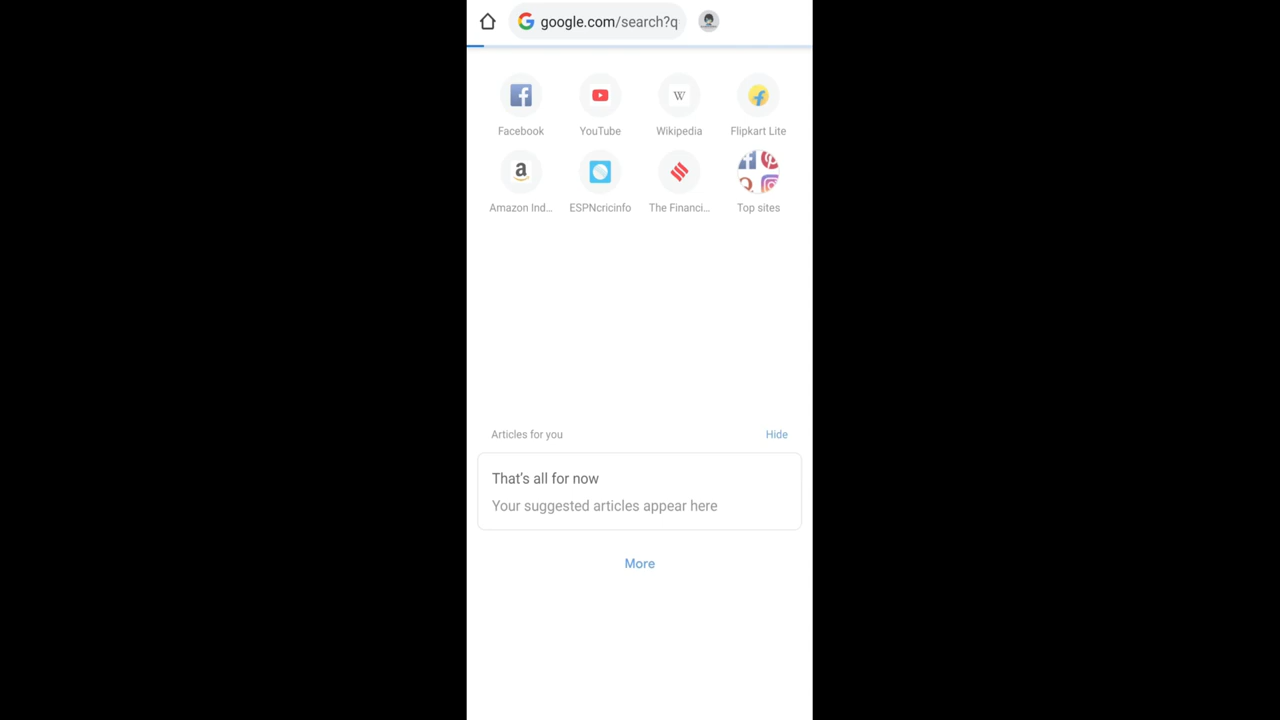 google.com/search?q
Facebook
YouTube
W
Wikipedia
Flipkart Lite
a
Amazon Ind...
ESPNcricinfo
The Financi...
Top sites
Articles for you
Hide
That's all for now
Your suggested articles appear here
More